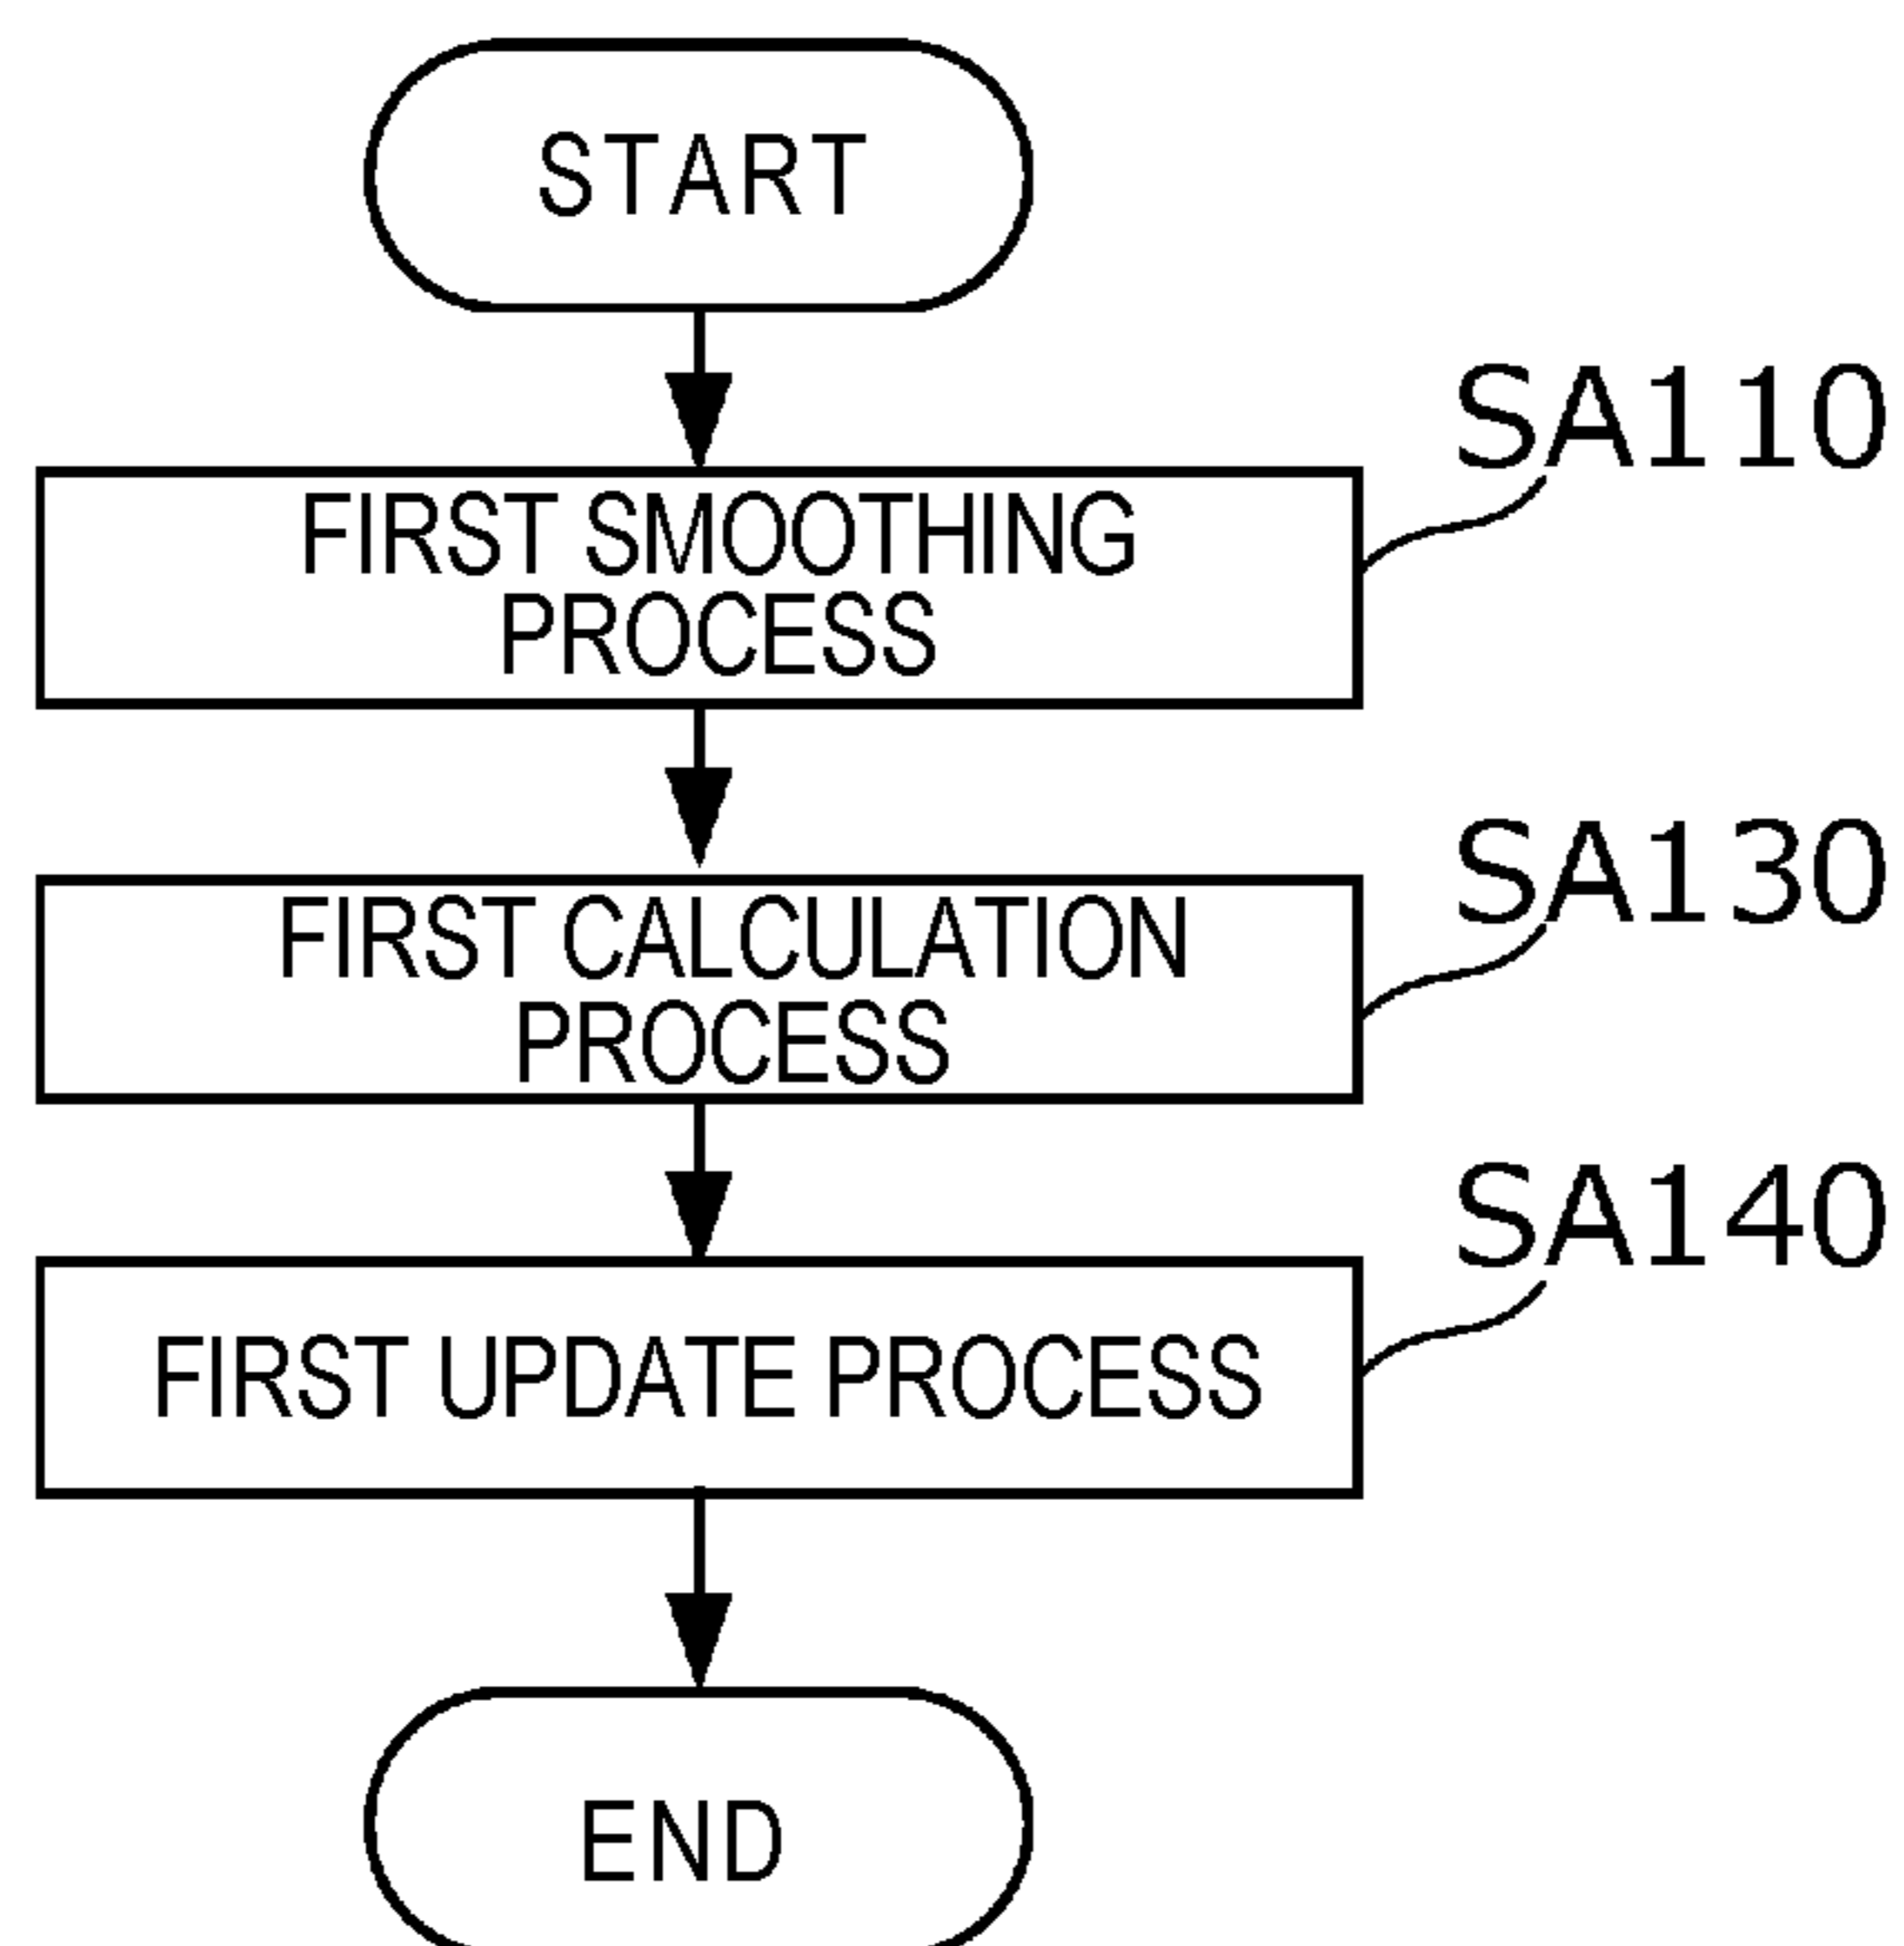 START
SA110
FIRST SMOOTHING
PROCESS
SA130
FIRST CALCULATION
PROCESS
SA140
FIRST UPDATE PROCESS
END